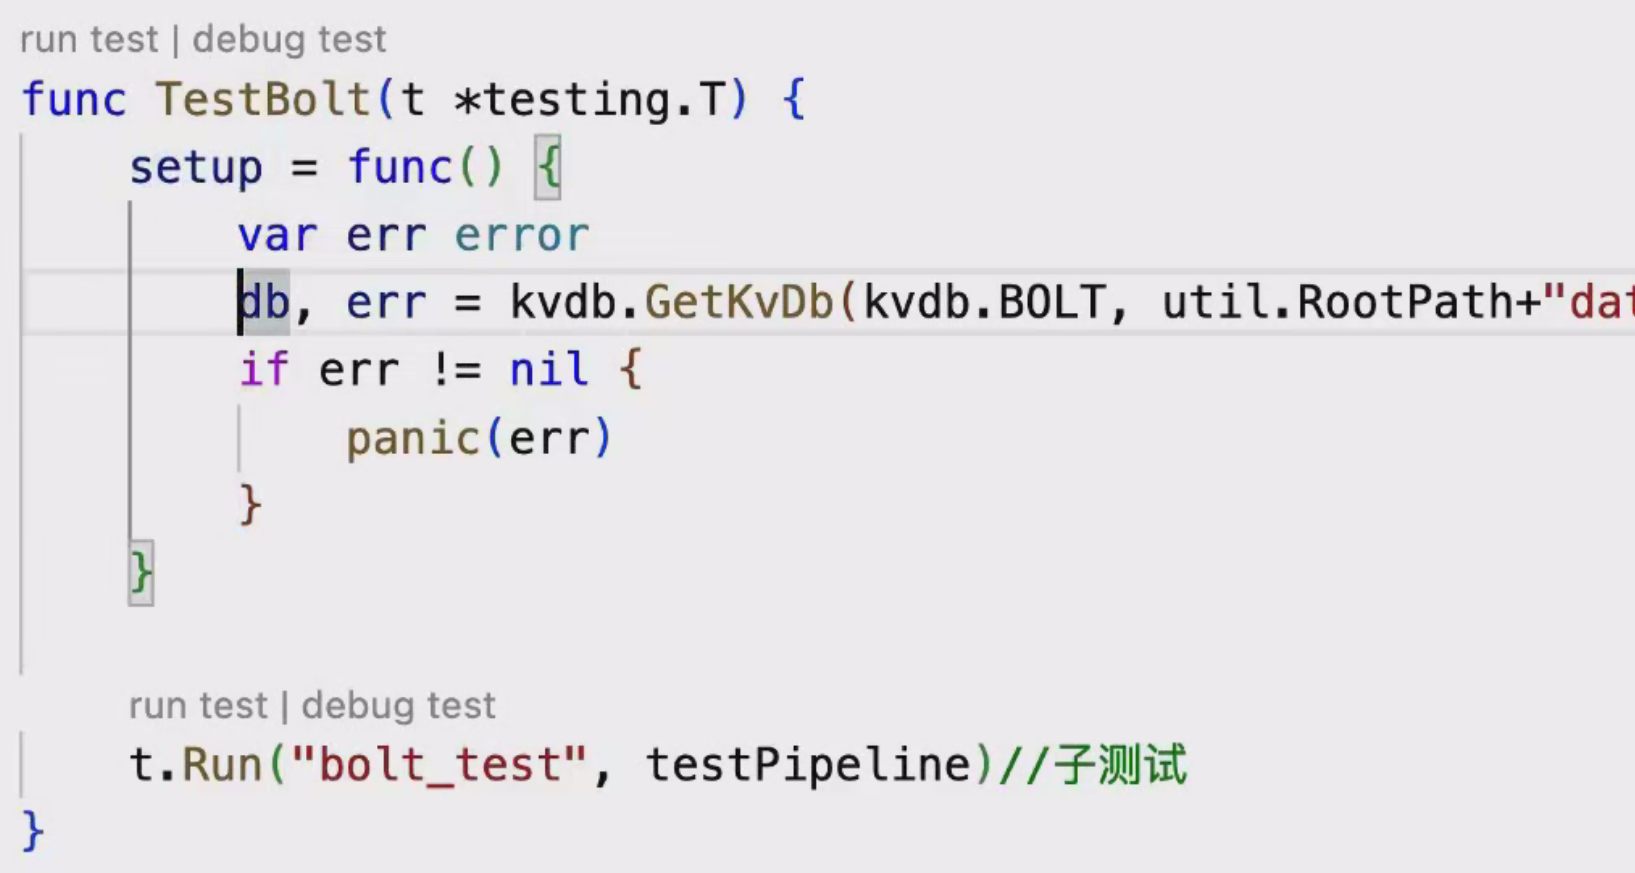 run test | debug test
func TestBolt(t *testing.T) {
setup = func() {
var err error
db, err = kvdb.GetKvDb(kvdb.BOLT, util.RootPath+"dat
if err != nil {
panic(err)
}
}
run test | debug test
t.Run("bolt_test", testPipeline)//子测试
}